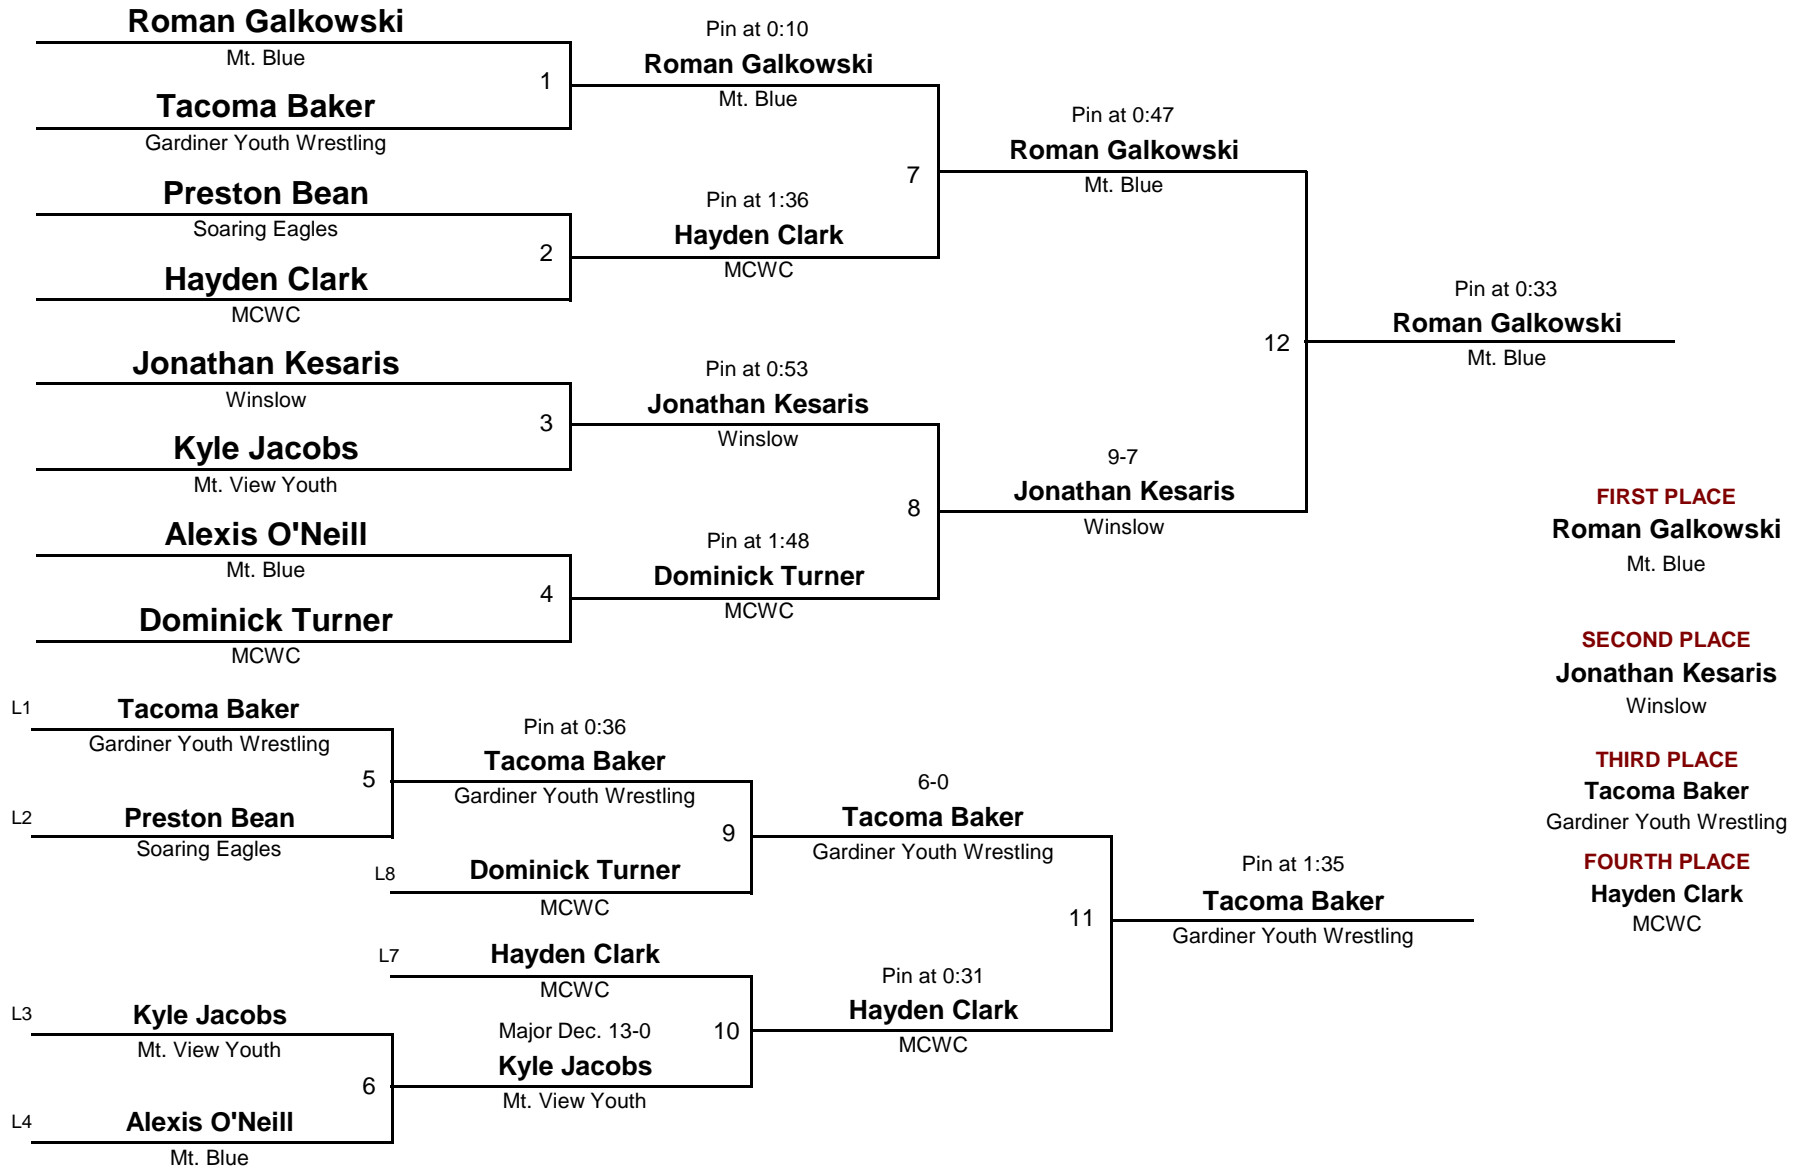 Roman Galkowski
Mt. Blue
1
Tacoma Baker
Gardiner Youth Wrestling
Preston Bean
Soaring Eagles
2
Hayden Clark
MCWC
Jonathan Kesaris
Winslow
3
Kyle Jacobs
Mt. View Youth
Alexis O'Neill
Mt. Blue
4
Dominick Turner
MCWC
Pin at 0:10
Roman Galkowski
Mt. Blue
7
Pin at 1:36
Hayden Clark
MCWC
Pin at 0:53
Jonathan Kesaris
Winslow
8
Pin at 1:48
Dominick Turner
MCWC
Pin at 0:47
Roman Galkowski
Mt. Blue
12
9-7
Jonathan Kesaris
Winslow
Pin at 0:33
Roman Galkowski
Mt. Blue
L1
Tacoma Baker
Gardiner Youth Wrestling
5
L2
Preston Bean
Soaring Eagles
L3
Kyle Jacobs
Mt. View Youth
6
L4
Alexis O'Neill
Mt. Blue
Pin at 0:36
Tacoma Baker
Gardiner Youth Wrestling
9
L8
Dominick Turner
MCWC
L7
Hayden Clark
MCWC
10
Major Dec. 13-0
Kyle Jacobs
Mt. View Youth
6-0
Tacoma Baker
Gardiner Youth Wrestling
11
Pin at 0:31
Hayden Clark
MCWC
Pin at 1:35
Tacoma Baker
Gardiner Youth Wrestling
FIRST PLACE
Roman Galkowski
Mt. Blue
SECOND PLACE
Jonathan Kesaris
Winslow
THIRD PLACE
Tacoma Baker
Gardiner Youth Wrestling
FOURTH PLACE
Hayden Clark
MCWC